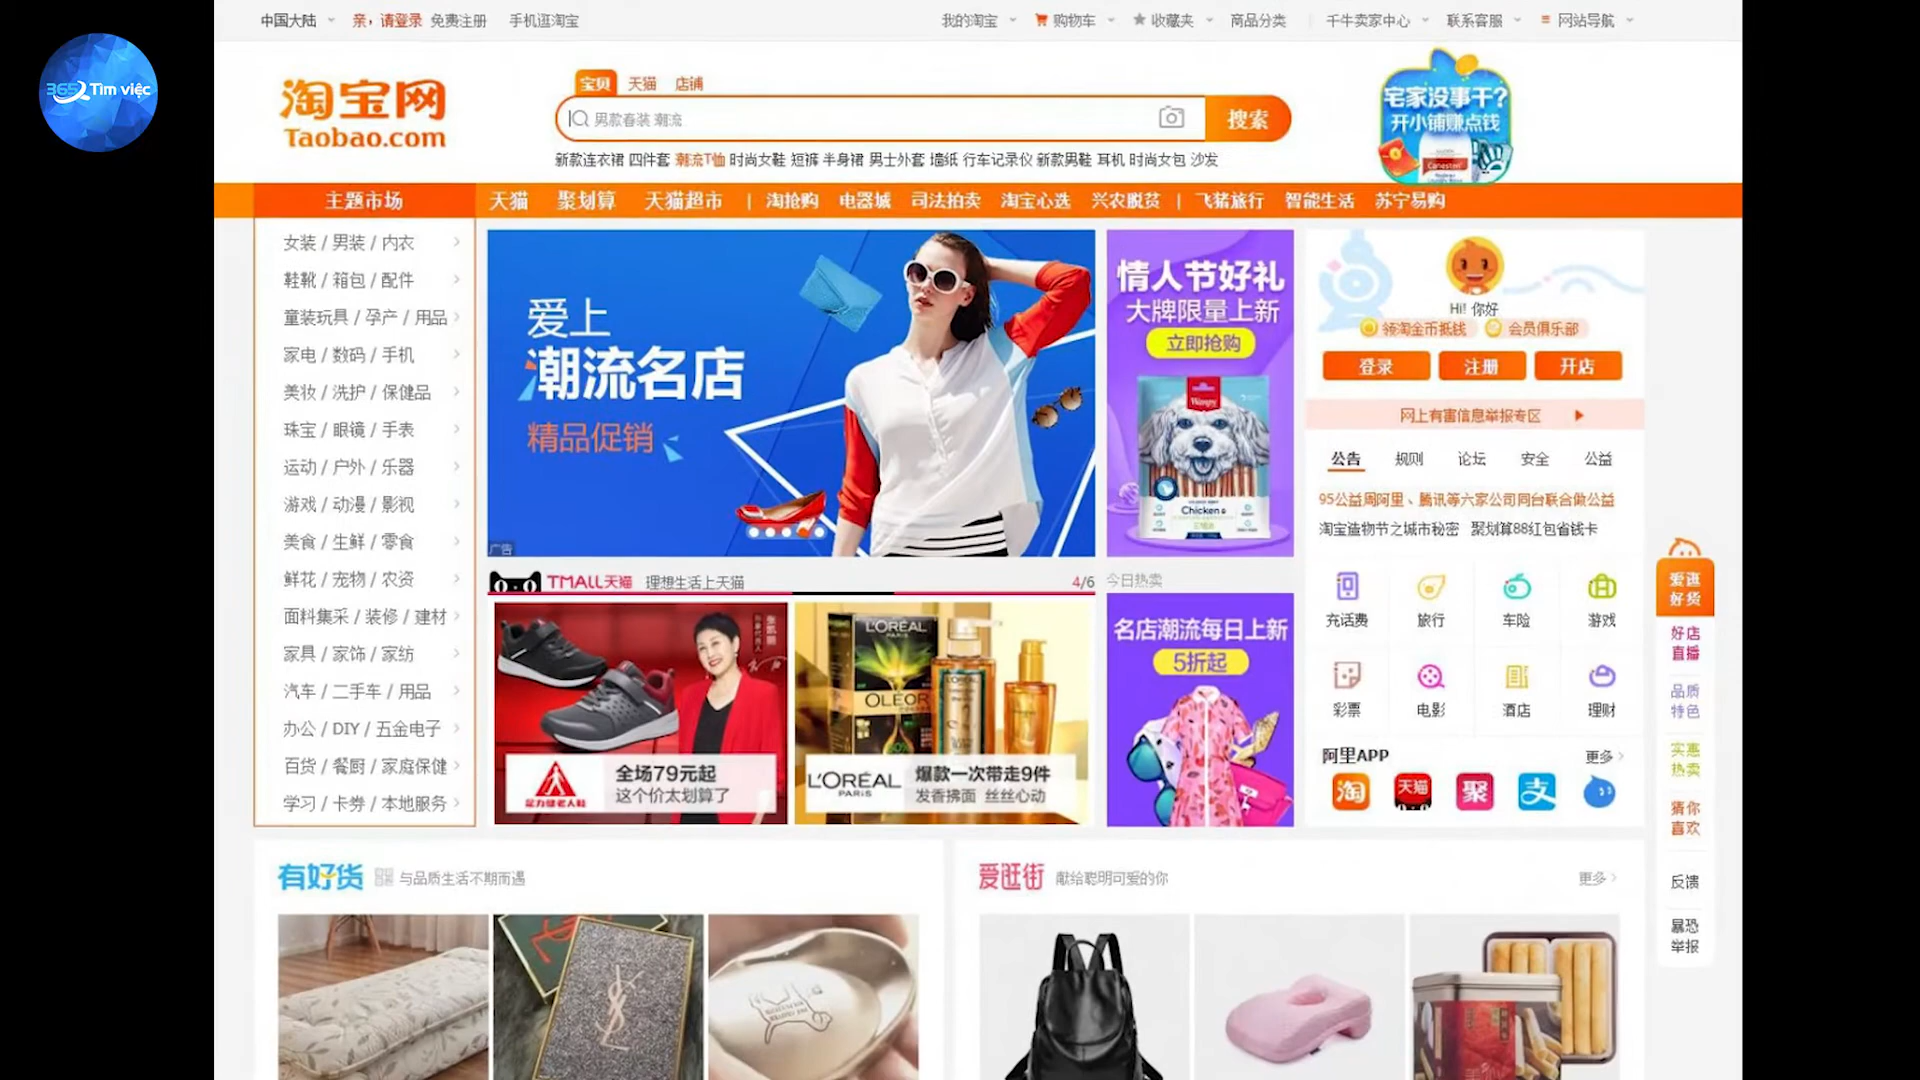 365 Tìm việc
中国大陆 亲,请登录 免费注册 手机逛淘宝
我的淘宝 购物车 收藏夹 商品分类 千牛卖家中心 联系客服 网站导航
淘宝网
Taobao.com
宝贝 天猫 店铺
男款春装 潮流
搜索
新款连衣裙 四件套 潮流T恤 时尚女鞋 短裤 半身裙 男士外套 墙纸 行车记录仪 新款男鞋 耳机 时尚女包 沙发
宅家没事干?
开小铺赚点钱
主题市场 天猫 聚划算 天猫超市 | 淘抢购 电器城 司法拍卖 淘宝心选 兴农脱贫 | 飞猪旅行 智能生活 苏宁易购
女装 / 男装 / 内衣
鞋靴 / 箱包 / 配件
童装玩具 / 孕产 / 用品
家电 / 数码 / 手机
美妆 / 洗护 / 保健品
珠宝 / 眼镜 / 手表
运动 / 户外 / 乐器
游戏 / 动漫 / 影视
美食 / 生鲜 / 零食
鲜花 / 宠物 / 农资
面料集采 / 装修 / 建材
家具 / 家饰 / 家纺
汽车 / 二手车 / 用品
办公 / DIY / 五金电子
百货 / 餐厨 / 家庭保健
学习 / 卡券 / 本地服务
爱上
潮流名店
精品促销
广告
TMALL天猫 理想生活上天猫
4/6
足力健老人鞋
全场79元起
这个价太划算了
L'ORÉAL
PARIS
OLEOR
L'ORÉAL
PARIS
爆款一次带走9件
发香拂面 丝丝心动
情人节好礼
大牌限量上新
立即抢购
Wanpy
Chicken
今日热卖
名店潮流每日上新
5折起
Hi! 你好
领淘金币抵钱 会员俱乐部
登录 注册 开店
网上有害信息举报专区
公告 规则 论坛 安全 公益
95公益周阿里、腾讯等六家公司同台联合做公益
淘宝造物节之城市秘密 聚划算88红包省钱卡
充话费 旅行 车险 游戏
彩票 电影 酒店 理财
阿里APP
更多
淘 天猫 聚 支
爱逛
好货
好店
直播
品质
特色
实惠
热卖
猜你
喜欢
反馈
暴恐
举报
有好货 与品质生活不期而遇
爱逛街 献给聪明可爱的你
更多
YSL